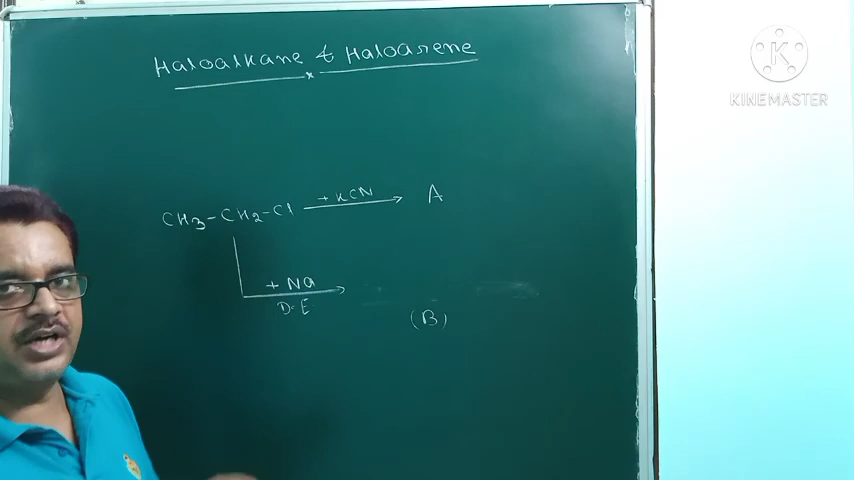 Haloalkane & Haloarene
K
KINEMASTER
CH3-CH2-Cl +KCN A
+ Na
D.E
(B)